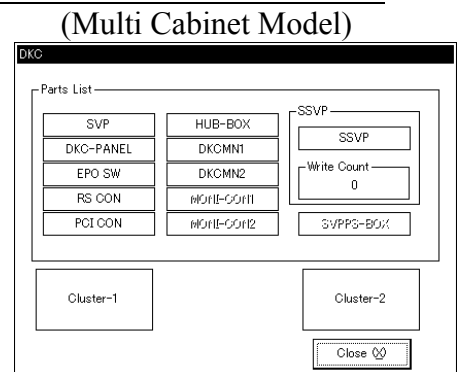 (Multi Cabinet Model)
DKC
Parts List
SVP
HUB-BOX
SSVP
SSVP
DKC-PANEL
DKCMN1
EPO SW
DKCMN2
Write Count
0
RS CON
MONI-CON1
PCI CON
MONI-CON2
SVPPS-BOX
Cluster-1
Cluster-2
Close (X)